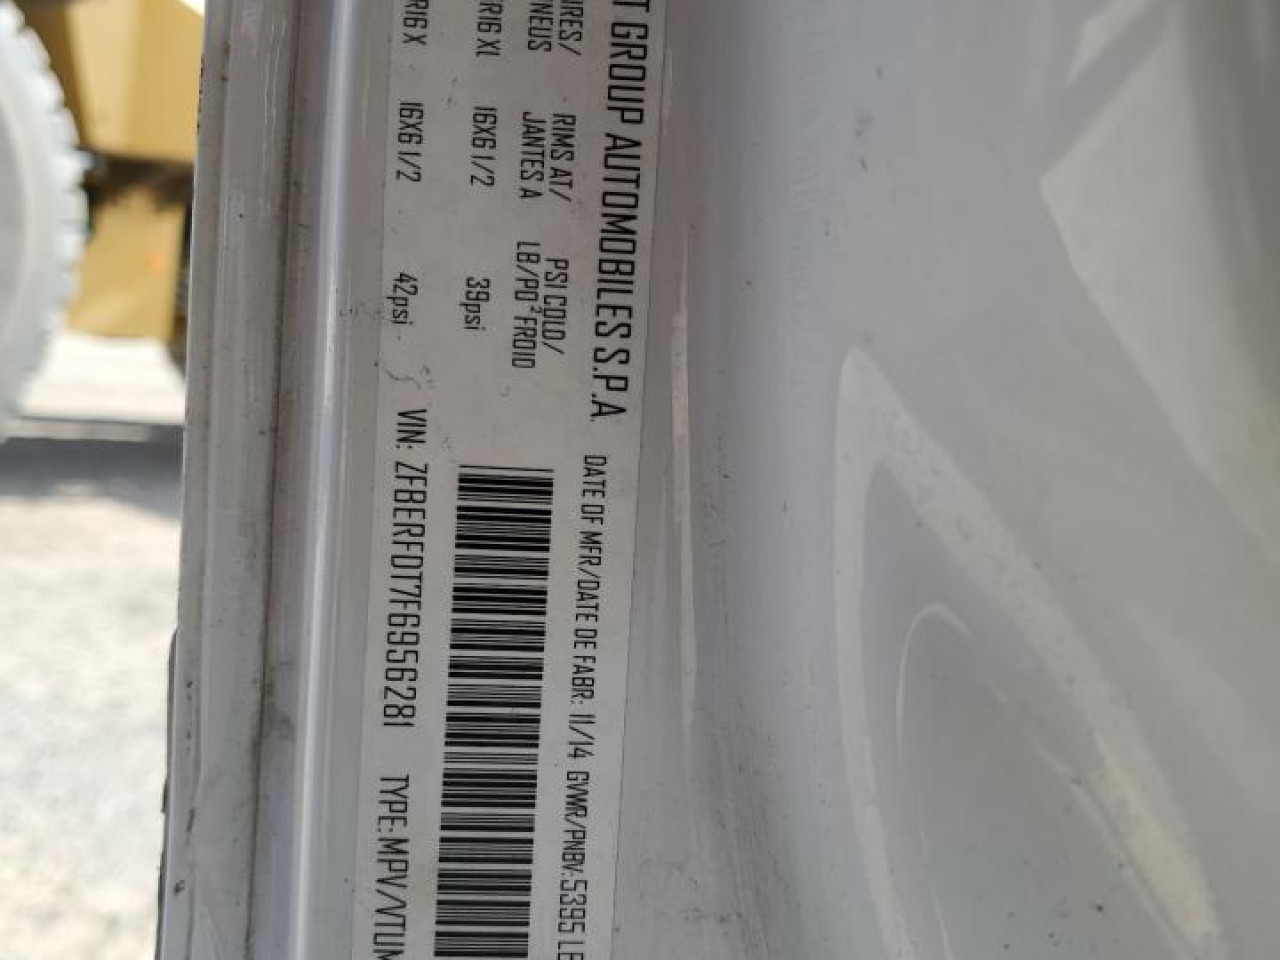 T GROUP AUTOMOBILES S.P.A. DATE OF MFR/DATE DE FABR: 11/14 GVWR/PNBV:5395 LB
IRES/ RIMS AT/ PSI COLD/
NEUS JANTES A LB/PO² FROID
R16 XL 16X6 1/2 39psi
R16 X 16X6 1/2 42psi
VIN: ZFBERFDT7F6956281 TYPE: MPV/VTUM